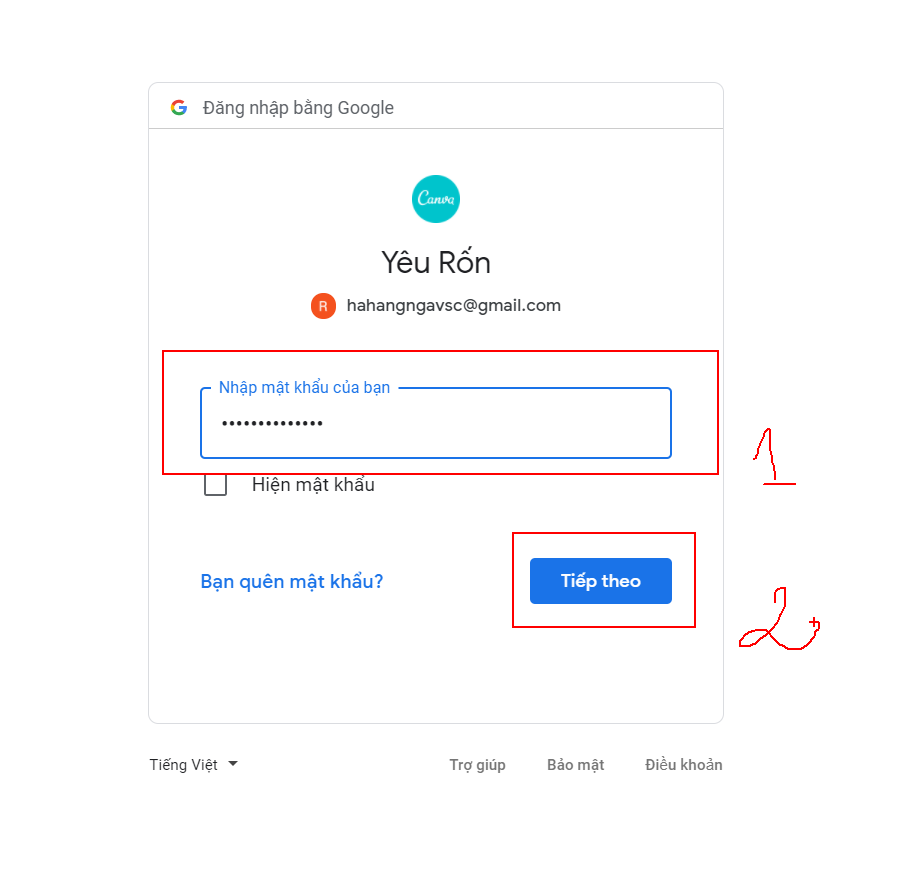 Đăng nhập bằng Google
Canva
Yêu Rốn
R hahangngavsc@gmail.com
Nhập mật khẩu của bạn
••••••••••••••
1
Hiện mật khẩu
Bạn quên mật khẩu?
Tiếp theo
2
Tiếng Việt
Trợ giúp
Bảo mật
Điều khoản